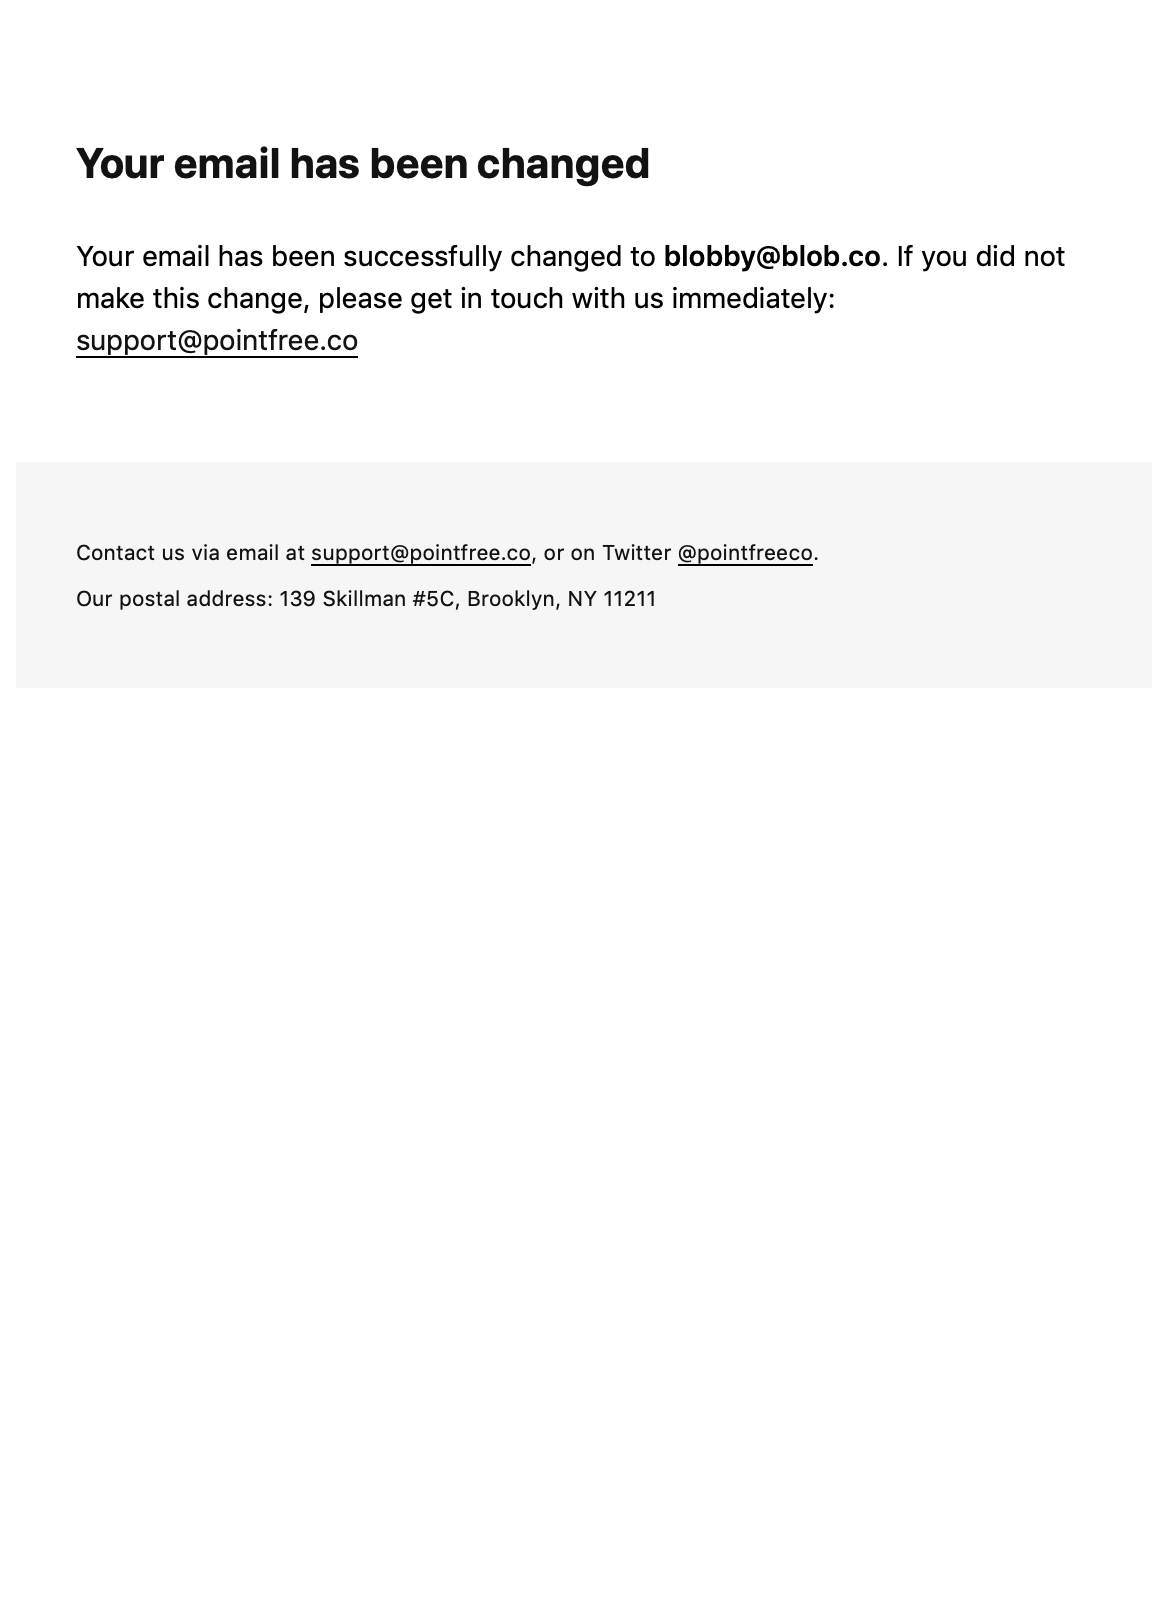 Your email has been changed
Your email has been successfully changed to blobby@blob.co. If you did not
make this change, please get in touch with us immediately:
support@pointfree.co
Contact us via email at support@pointfree.co, or on Twitter @pointfreeco.
Our postal address: 139 Skillman #5C, Brooklyn, NY 11211